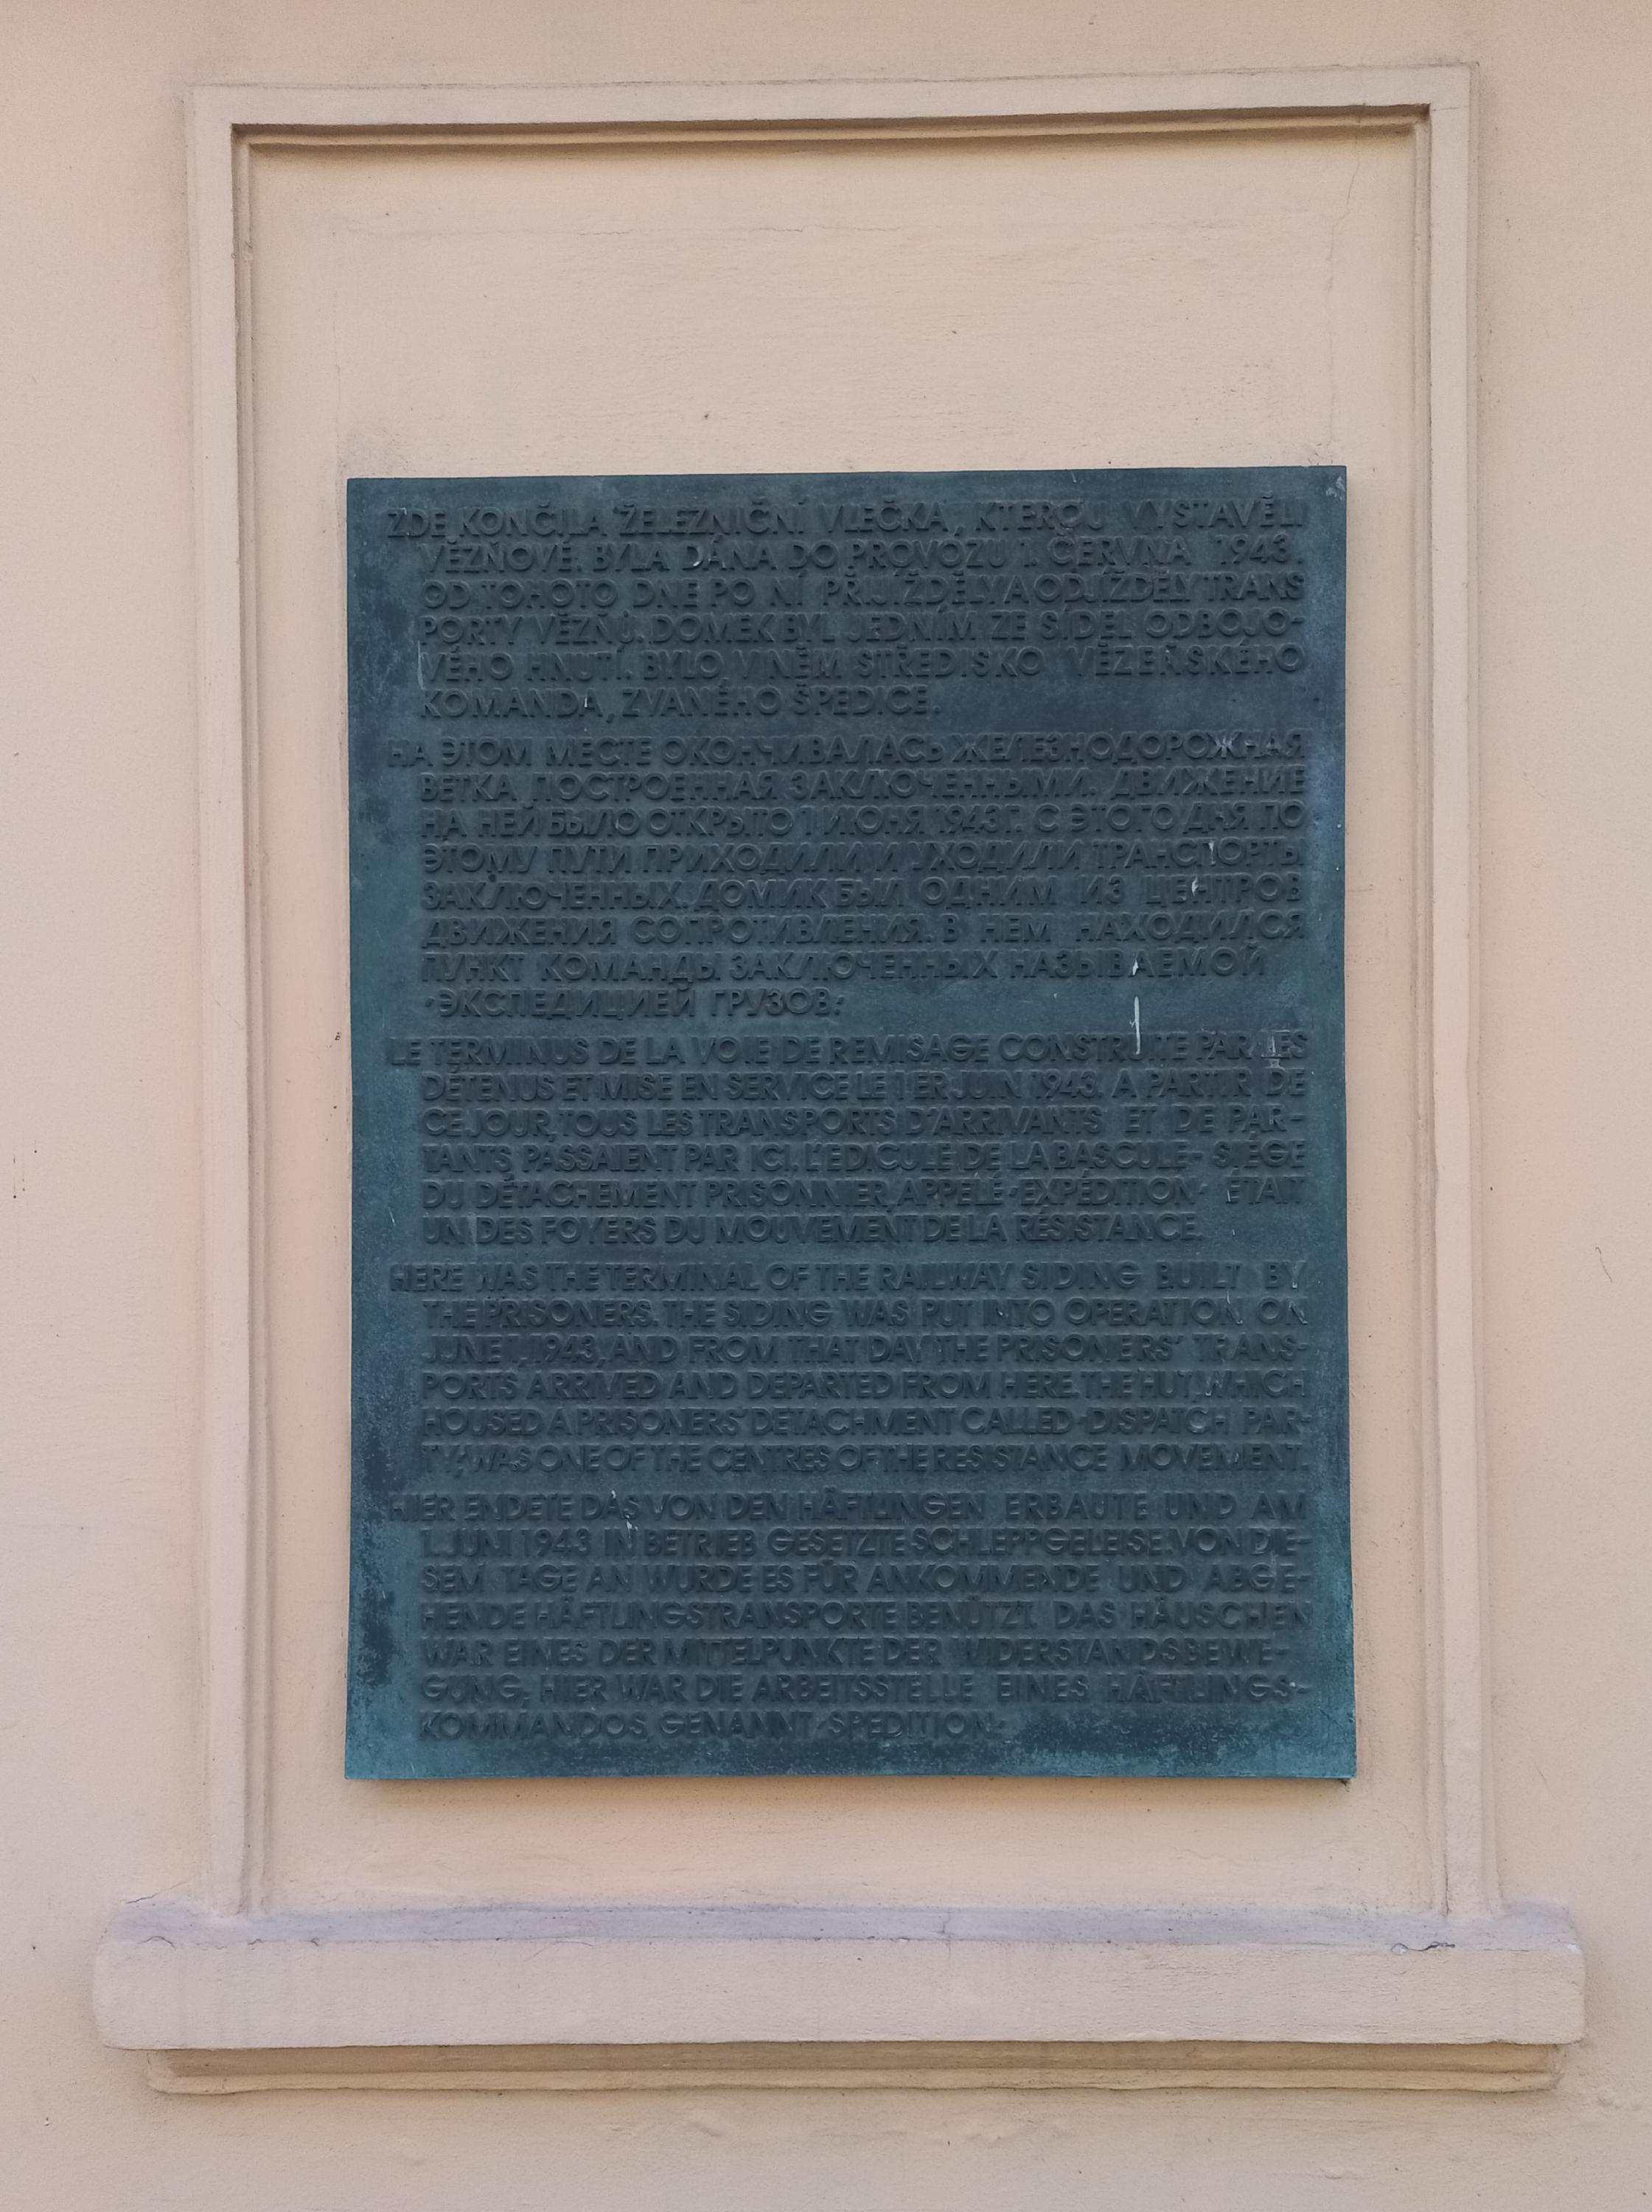 ZDE KONČILA ŽELEZNIČNÍ VLEČKA, KTEROU VYSTAVĚLI
VĚZŇOVÉ. BYLA DÁNA DO PROVOZU 1. ČERVNA 1943.
OD TOHOTO DNE PO NÍ PŘIJÍŽDĚLY A ODJÍŽDĚLY TRANS
PORTY VĚZŇŮ. DOMEK BYL JEDNÍM ZE SÍDEL ODBOJO-
VÉHO HNUTÍ. BYLO V NĚM STŘEDISKO VĚZEŇSKÉHO
KOMANDA, ZVANÉHO ŠPEDICE.
НА ЭТОМ МЕСТЕ ОКОНЧИВАЛАСЬ ЖЕЛЕЗНОДОРОЖНАЯ
ВЕТКА ПОСТРОЕННАЯ ЗАКЛЮЧЕННЫМИ. ДВИЖЕНИЕ
НА НЕЙ БЫЛО ОТКРЫТО 1 ИЮНЯ 1943 Г. С ЭТОГО ДНЯ ПО
ЭТОМУ ПУТИ ПРИХОДИЛИ И УХОДИЛИ ТРАНСПОРТЫ
ЗАКЛЮЧЕННЫХ. ДОМИК БЫЛ ОДНИМ ИЗ ЦЕНТРОВ
ДВИЖЕНИЯ СОПРОТИВЛЕНИЯ. В НЕМ НАХОДИЛСЯ
ПУНКТ КОМАНДЫ ЗАКЛЮЧЕННЫХ НАЗЫВАЕМОЙ
"ЭКСПЕДИЦИЕЙ ГРУЗОВ."
LE TERMINUS DE LA VOIE DE REMISAGE CONSTRUITE PAR LES
DÉTENUS ET MISE EN SERVICE LE 1 ER JUIN 1943. A PARTIR DE
CE JOUR, TOUS LES TRANSPORTS D'ARRIVANTS ET DE PAR-
TANTS PASSAIENT PAR ICI. L'ÉDICULE DE LA BASCULE - SIÉGE
DU DÉTACHEMENT PRISONNIER, APPELÉ "EXPÉDITION" ÉTAIT
UN DES FOYERS DU MOUVEMENT DE LA RÉSISTANCE.
HERE WAS THE TERMINAL OF THE RAILWAY SIDING BUILT BY
THE PRISONERS. THE SIDING WAS PUT INTO OPERATION ON
JUNE 1, 1943, AND FROM THAT DAY THE PRISONERS' TRANS-
PORTS ARRIVED AND DEPARTED FROM HERE. THE HUT, WHICH
HOUSED A PRISONERS' DETACHMENT CALLED "DISPATCH PAR-
TY," WAS ONE OF THE CENTRES OF THE RESISTANCE MOVEMENT.
HIER ENDETE DAS VON DEN HÄFTLINGEN ERBAUTE UND AM
1. JUNI 1943 IN BETRIEB GESETZTE SCHLEPPGELEISE. VON DIE-
SEM TAGE AN WURDE ES FÜR ANKOMMENDE UND ABGE-
HENDE HÄFTLINGSTRANSPORTE BENÜTZT. DAS HÄUSCHEN
WAR EINES DER MITTELPUNKTE DER WIDERSTANDSBEWE-
GUNG; HIER WAR DIE ARBEITSSTELLE EINES HÄFTLINGS-
KOMMANDOS, GENANNT "SPEDITION."